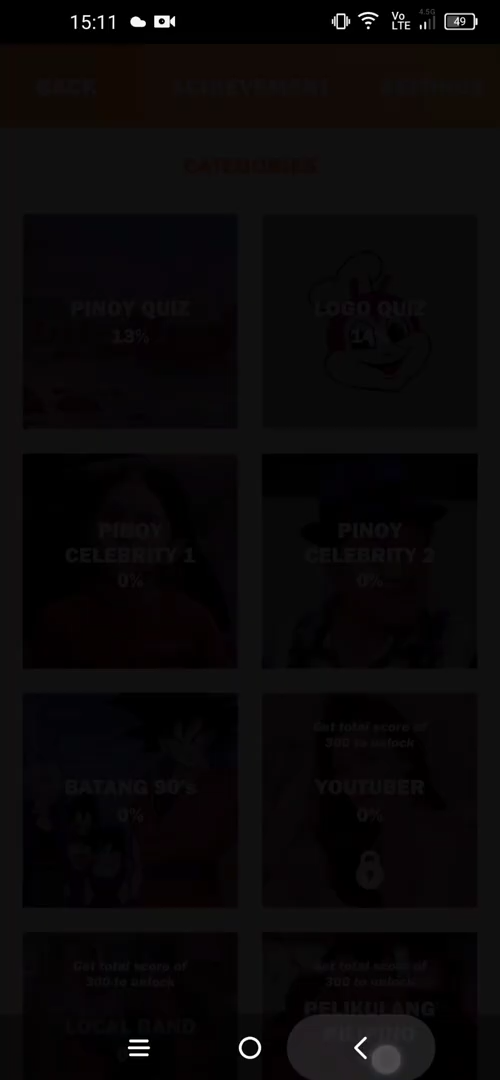 15:11
Vo
LTE
4.5G
49
BACK
ACHIEVEMENT
CATEGORIES
PINOY QUIZ
13%
LOGO QUIZ
PINOY
CELEBRITY 1
0%
PINOY
CELEBRITY 2
0%
BATANG 90's
0%
Get total score of
300 to unlock
YOUTUBER
0%
Get total score of
300 to unlock
LOCAL BAND
Get total score of
300 to unlock
PELIKULANG
PILIPINO